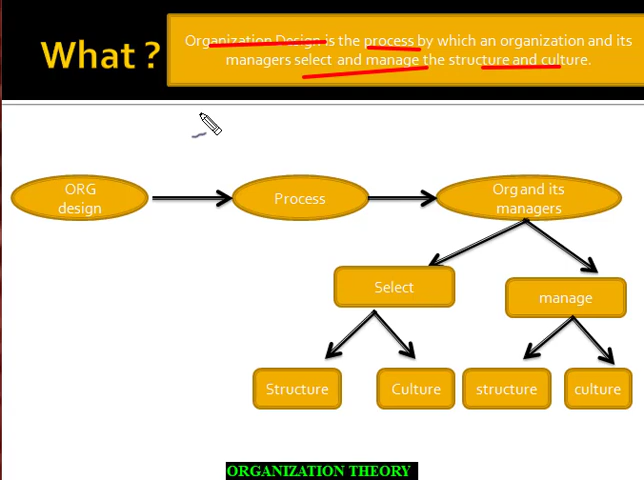 What ?
Organization Design is the process by which an organization and its
managers select and manage the structure and culture.
ORG
design
Process
Org and its
managers
Select
manage
Structure
Culture
structure
culture
ORGANIZATION THEORY